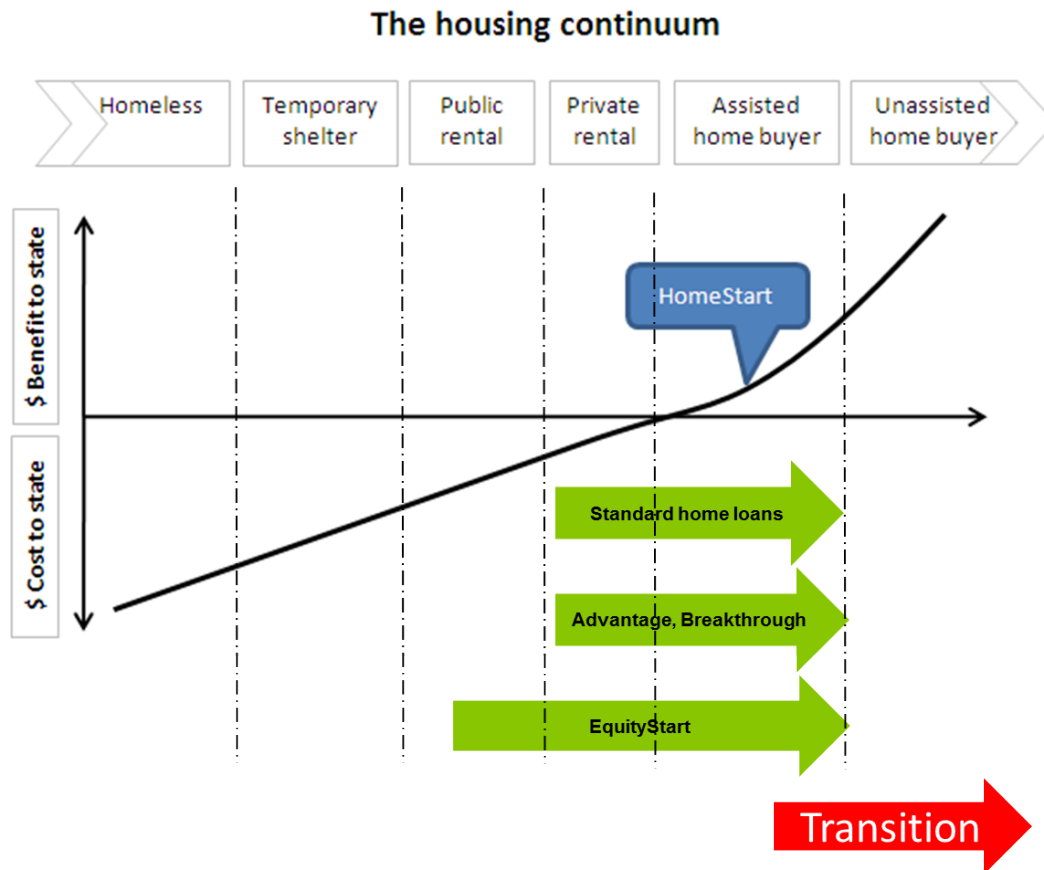 The housing continuum
Homeless
Temporary
shelter
Public
rental
Private
rental
Assisted
home buyer
Unassisted
home buyer
$ Benefit to state
$ Cost to state
HomeStart
Standard home loans
Advantage, Breakthrough
EquityStart
Transition